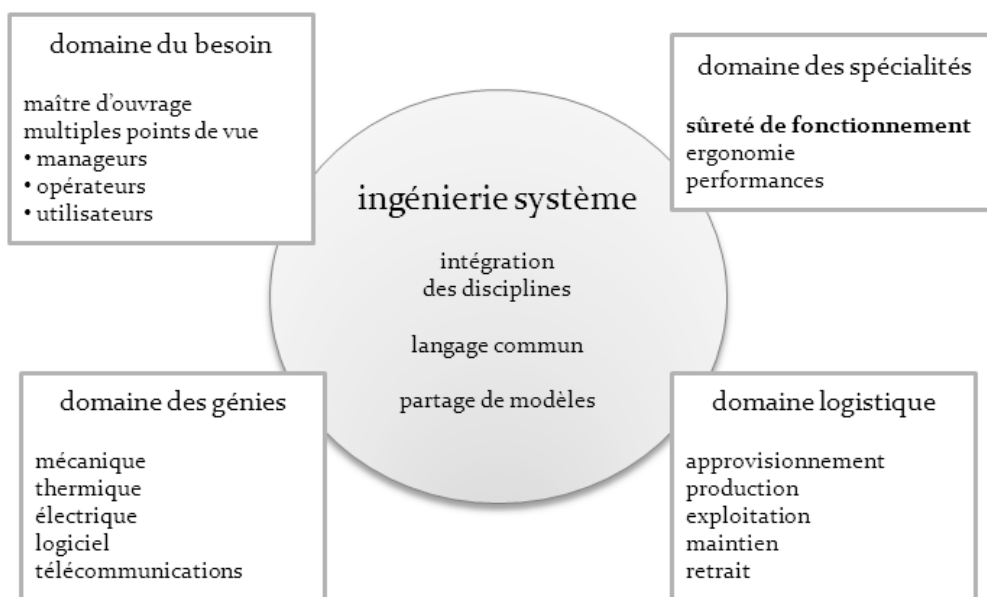 domaine du besoin
maître d'ouvrage
multiples points de vue
• manageurs
• opérateurs
• utilisateurs
domaine des spécialités
sûreté de fonctionnement
ergonomie
performances
ingénierie système
intégration
des disciplines
langage commun
partage de modèles
domaine des génies
mécanique
thermique
électrique
logiciel
télécommunications
domaine logistique
approvisionnement
production
exploitation
maintien
retrait